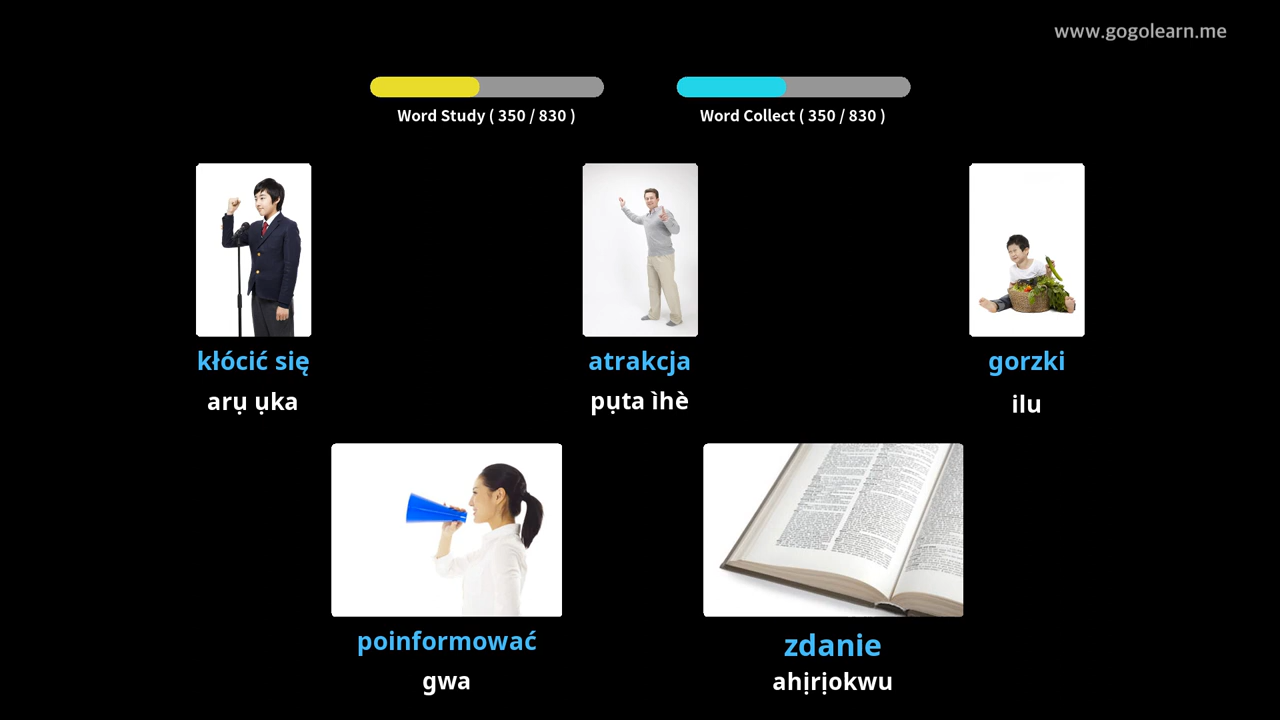 www.gogolearn.me
Word Study ( 350 / 830 )
Word Collect ( 350 / 830 )
kłócić się
atrakcja
gorzki
arụ ụka
pụta ìhè
ilu
poinformować
zdanie
gwa
ahịrịokwu